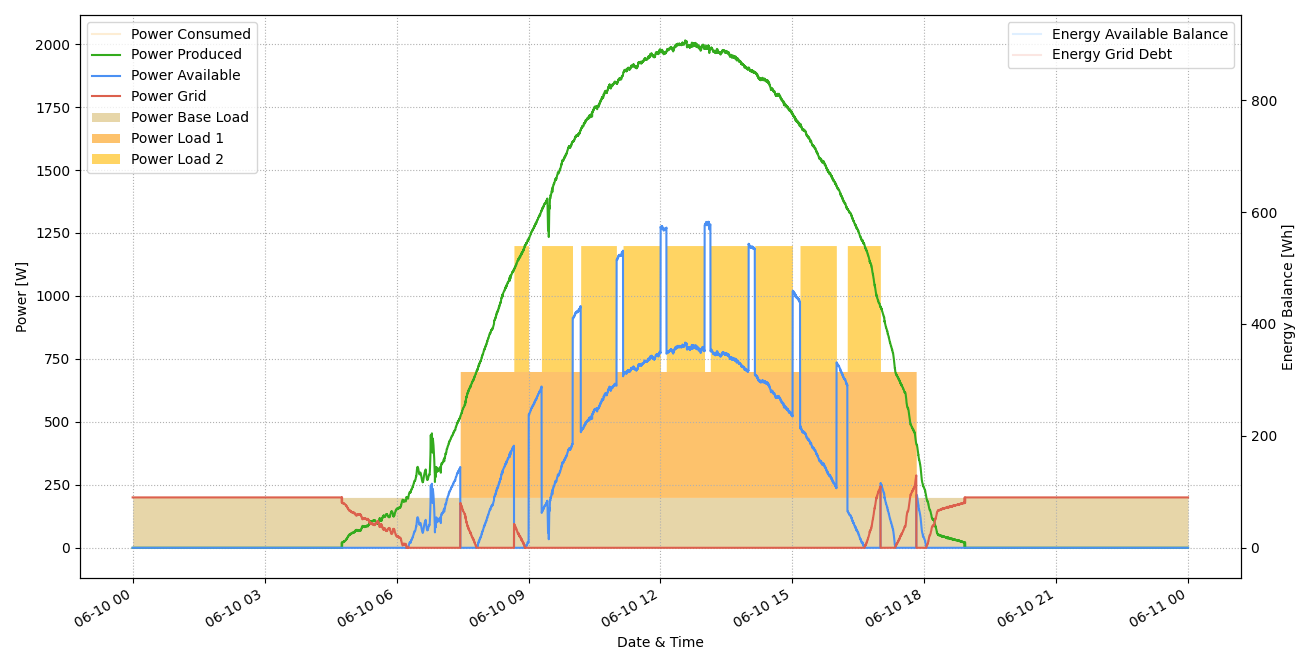 Power Consumed
Power Produced
Power Available
Power Grid
Power Base Load
Power Load 1
Power Load 2
Energy Available Balance
Energy Grid Debt
2000
1750
1500
1250
1000
750
500
250
0
Power [W]
800
600
400
200
0
Energy Balance [Wh]
06-10 00
06-10 03
06-10 06
06-10 09
06-10 12
06-10 15
06-10 18
06-10 21
06-11 00
Date & Time